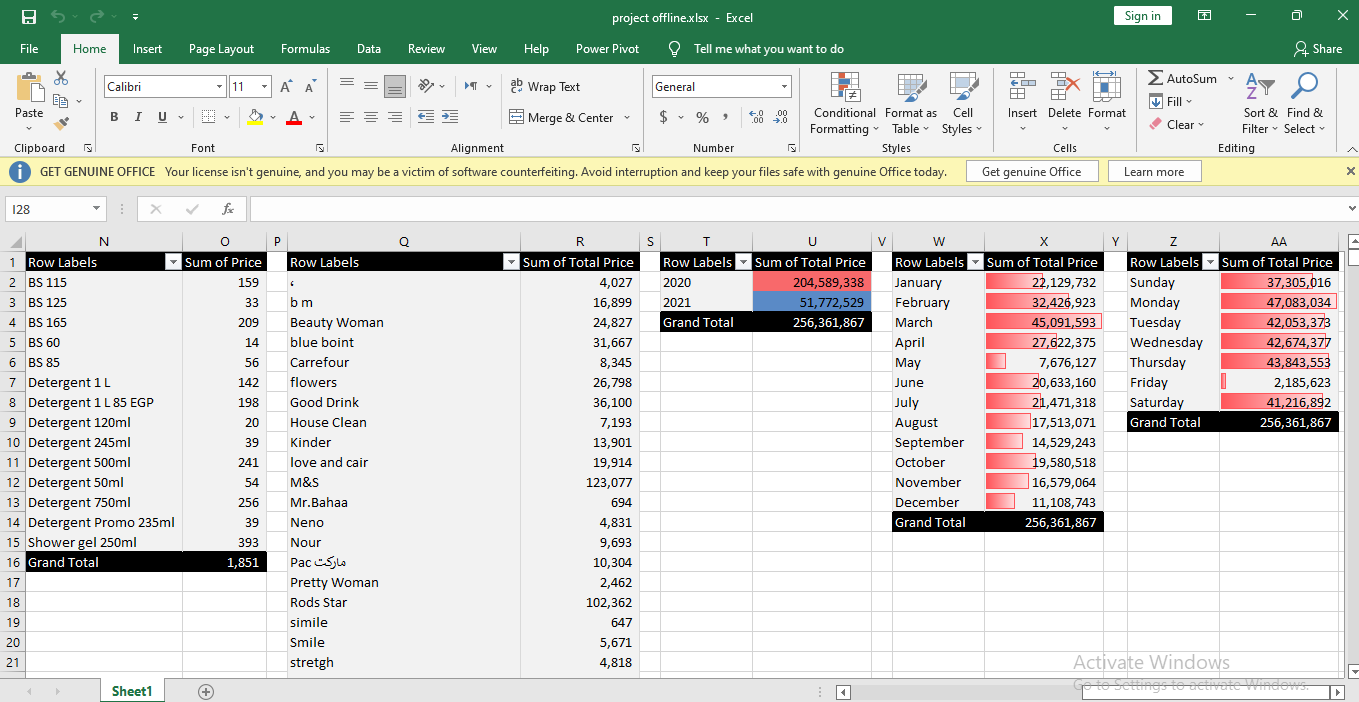 project offline.xlsx - Excel
Sign in
File Home Insert Page Layout Formulas Data Review View Help Power Pivot Tell me what you want to do Share
Paste
Calibri 11
B I U
Wrap Text
Merge & Center
General
$ % ,
Conditional Formatting
Format as Table
Cell Styles
Insert Delete Format
AutoSum
Fill
Clear
Sort & Filter
Find & Select
Clipboard Font Alignment Number Styles Cells Editing
GET GENUINE OFFICE Your license isn't genuine, and you may be a victim of software counterfeiting. Avoid interruption and keep your files safe with genuine Office today. Get genuine Office Learn more
I28 fx
N O P Q R S T U V W X Y Z AA
1 Row Labels Sum of Price Row Labels Sum of Total Price Row Labels Sum of Total Price Row Labels Sum of Total Price Row Labels Sum of Total Price
2 BS 115 159 ، 4,027 2020 204,589,338 January 22,129,732 Sunday 37,305,016
3 BS 125 33 b m 16,899 2021 51,772,529 February 32,426,923 Monday 47,083,034
4 BS 165 209 Beauty Woman 24,827 Grand Total 256,361,867 March 45,091,593 Tuesday 42,053,373
5 BS 60 14 blue boint 31,667 April 27,622,375 Wednesday 42,674,377
6 BS 85 56 Carrefour 8,345 May 7,676,127 Thursday 43,843,553
7 Detergent 1 L 142 flowers 26,798 June 20,633,160 Friday 2,185,623
8 Detergent 1 L 85 EGP 198 Good Drink 36,100 July 21,471,318 Saturday 41,216,892
9 Detergent 120ml 20 House Clean 7,193 August 17,513,071 Grand Total 256,361,867
10 Detergent 245ml 39 Kinder 13,901 September 14,529,243
11 Detergent 500ml 241 love and cair 19,914 October 19,580,518
12 Detergent 50ml 54 M&S 123,077 November 16,579,064
13 Detergent 750ml 256 Mr.Bahaa 694 December 11,108,743
14 Detergent Promo 235ml 39 Neno 4,831 Grand Total 256,361,867
15 Shower gel 250ml 393 Nour 9,693
16 Grand Total 1,851 Pac ماركت 10,304
17 Pretty Woman 2,462
18 Rods Star 102,362
19 simile 647
20 Smile 5,671
21 stretgh 4,818
Activate Windows
Go to Settings to activate Windows.
Sheet1